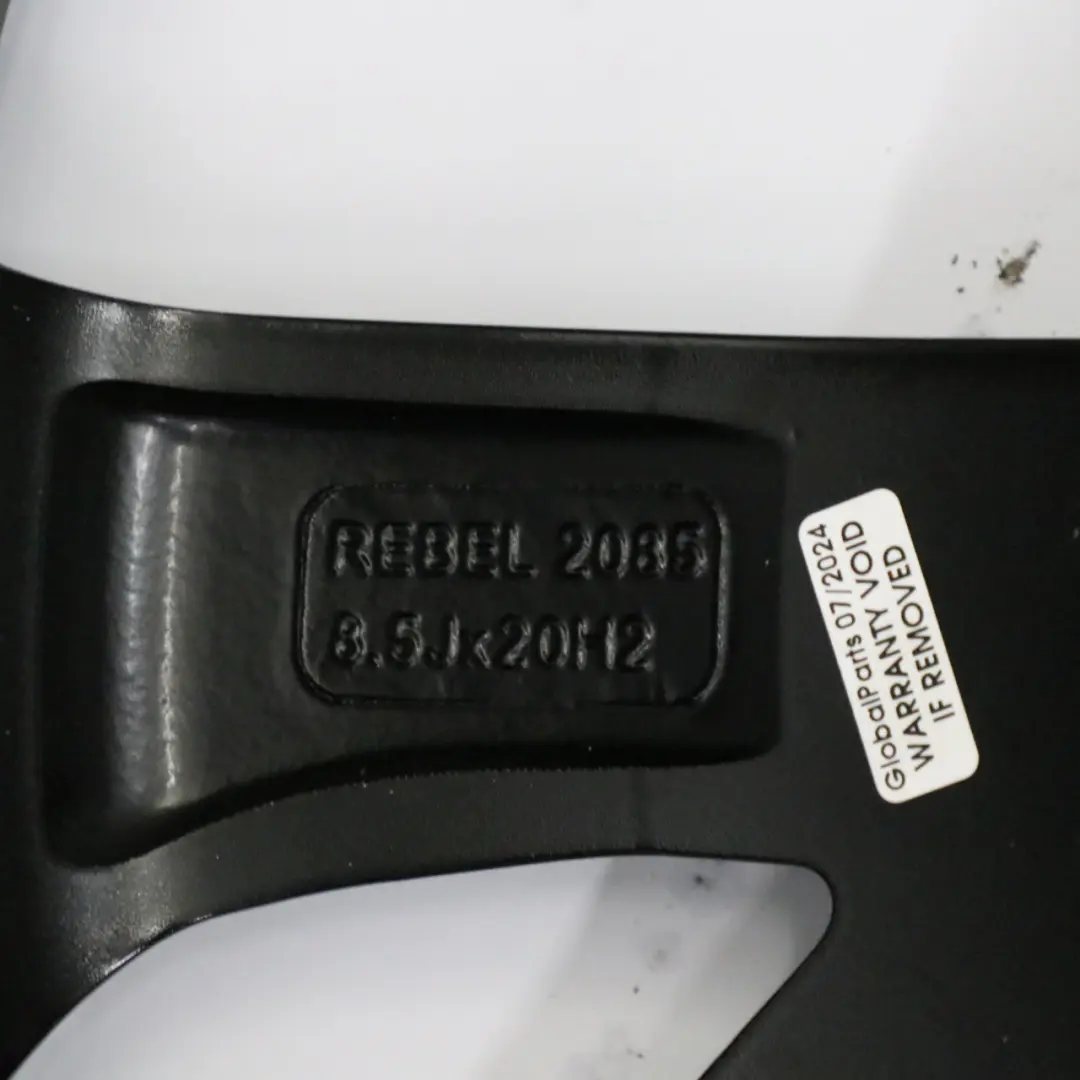 REBEL 2085
8.5Jx20H2
GlobalParts 07/2024
WARRANTY VOID
IF REMOVED